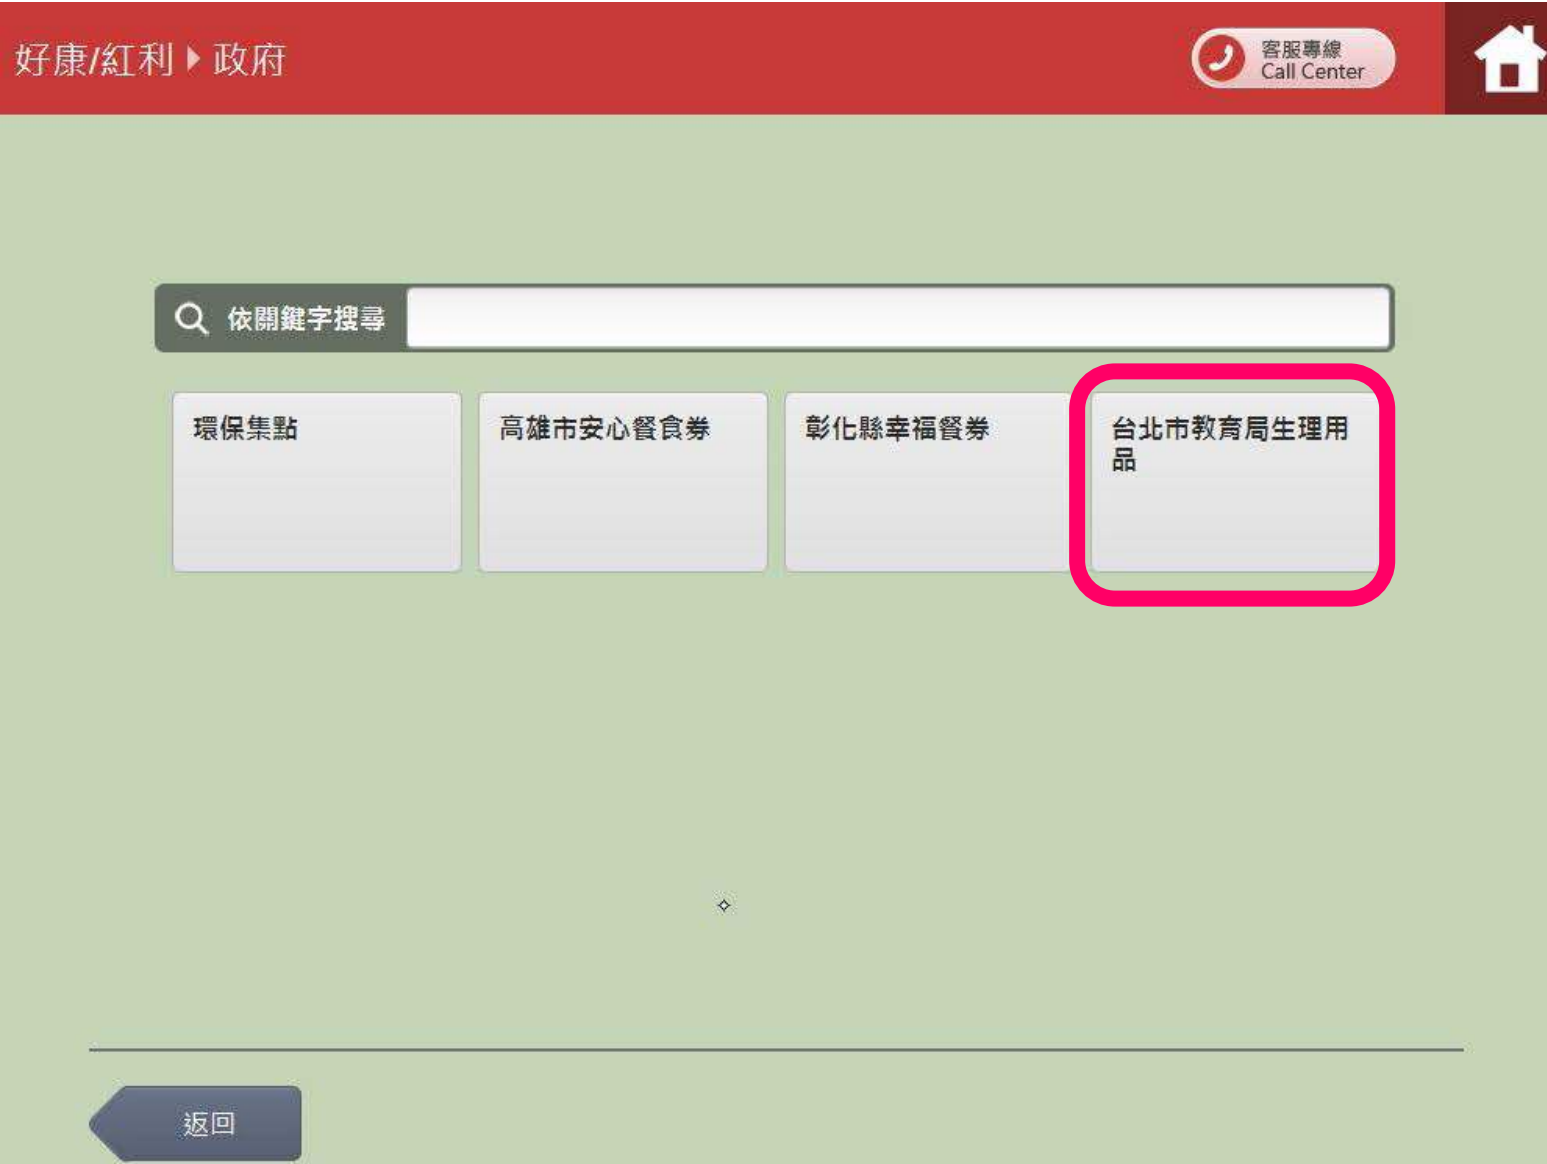 好康/紅利▶政府
客服專線
Call Center
依關鍵字搜尋
環保集點
高雄市安心餐食券
彰化縣幸福餐券
台北市教育局生理用
品
返回